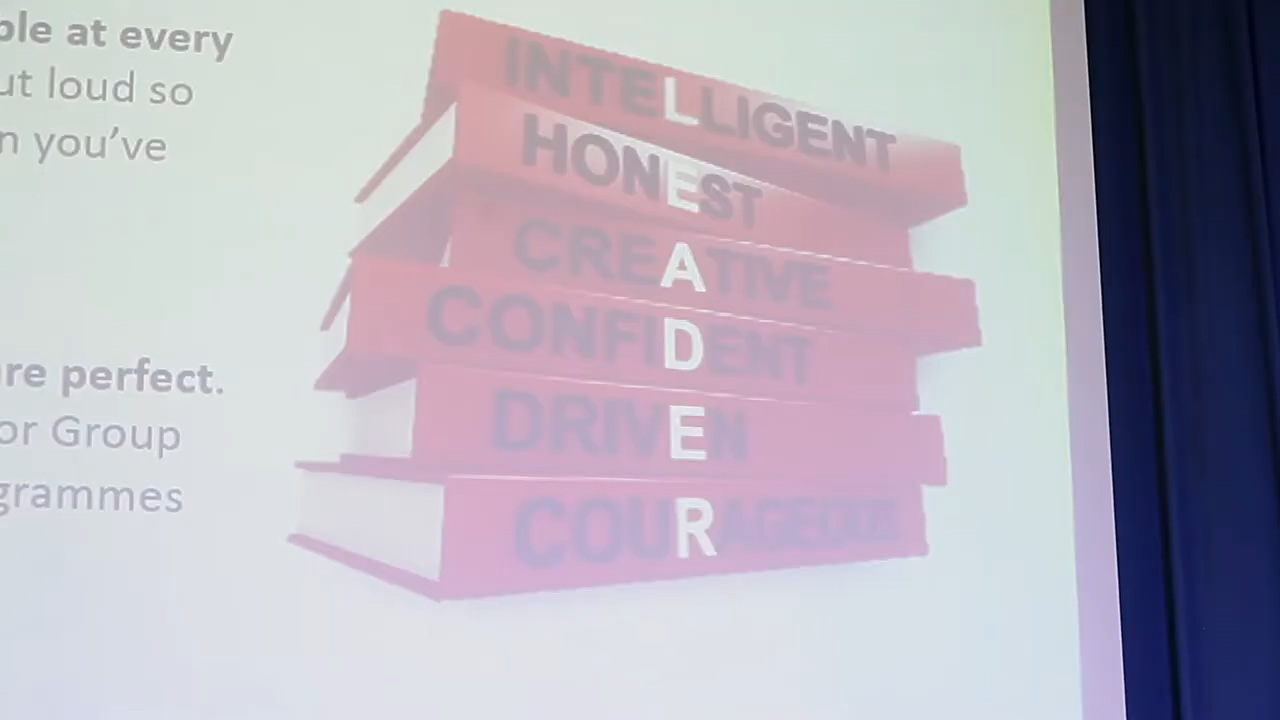 ple at every
ut loud so
n you've
re perfect.
or Group
grammes
INTELLIGENT
HONEST
CREATIVE
CONFIDENT
DRIVEN
COURAGEOUS